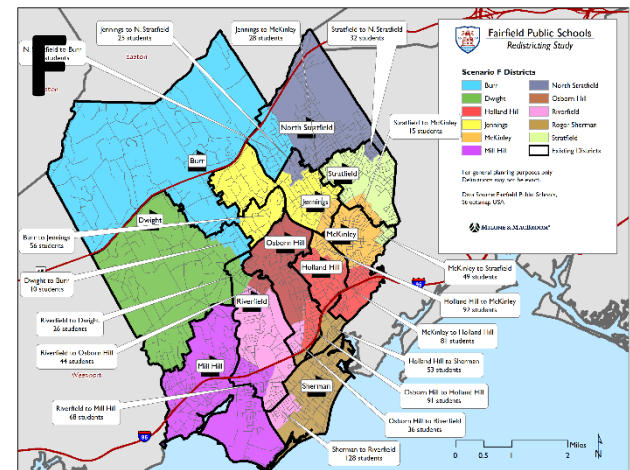 F
Jennings to N. Stratfield
25 students
Jennings to McKinley
28 students
Stratfield to N. Stratfield
32 students
to Burr
students
Easton
Fairfield Public Schools
Redistricting Study
Scenario F Districts
Burr
North Stratfield
Dwight
Osborn Hill
Holland Hill
Riverfield
Jennings
Roger Sherman
McKinley
Stratfield
Mill Hill
Existing Districts
For general planning purposes only
Delineations may not be exact.
Data Source Fairfield Public Schools,
Streetmap, USA
MILONE & MACBROOM
Stratfield to McKinley
15 students
North Stratfield
Burr
Stratfield
Jennings
Dwight
McKinley
Osborn Hill
Holland Hill
Riverfield
Mill Hill
Sherman
Burr to Jennings
56 students
Dwight to Burr
10 students
Riverfield to Dwight
26 students
Riverfield to Osborn Hill
44 students
Westport
Riverfield to Mill Hill
68 students
McKinley to Stratfield
49 students
Holland Hill to McKinley
92 students
McKinley to Holland Hill
81 students
Holland Hill to Sherman
53 students
Osborn Hill to Holland Hill
91 students
Osborn Hill to Riverfield
36 students
Sherman to Riverfield
128 students
95
95
Miles
0 0.5 1 2